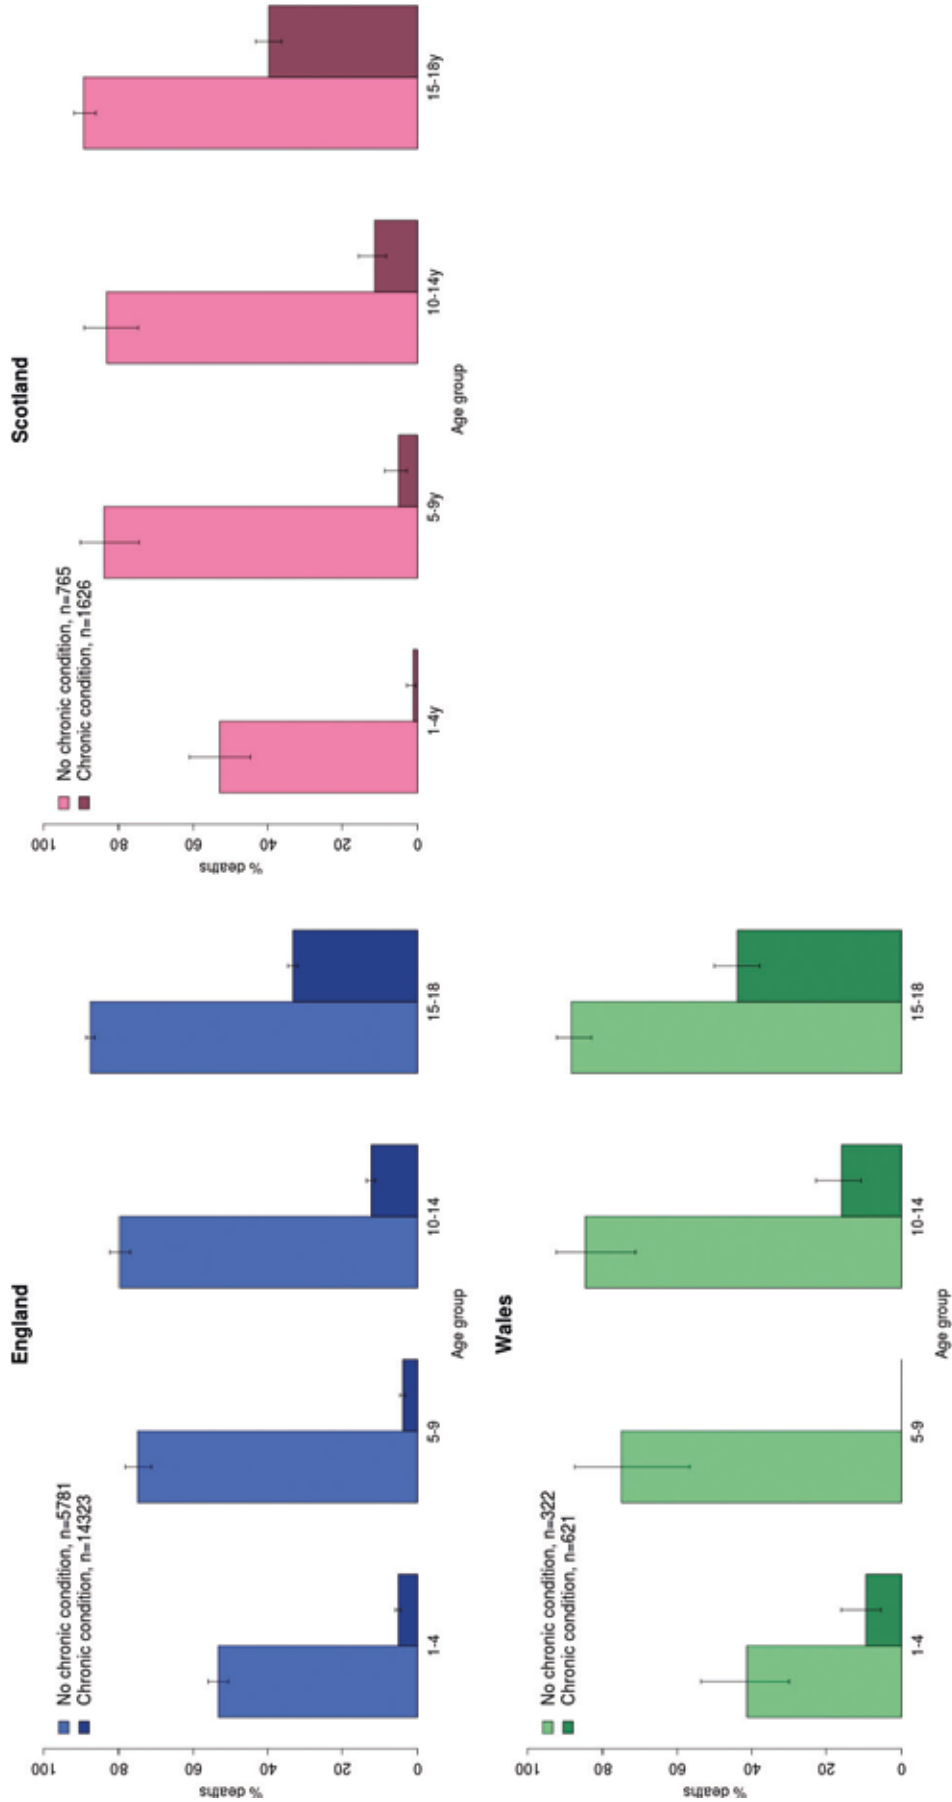 England
No chronic condition, n=5781
Chronic condition, n=14323
% deaths
100
80
60
40
20
0
1-4
5-9
10-14
15-18
Age group
Scotland
No chronic condition, n=765
Chronic condition, n=1626
% deaths
100
80
60
40
20
0
1-4y
5-9y
10-14y
15-18y
Age group
Wales
No chronic condition, n=322
Chronic condition, n=621
% deaths
100
80
60
40
20
0
1-4
5-9
10-14
15-18
Age group